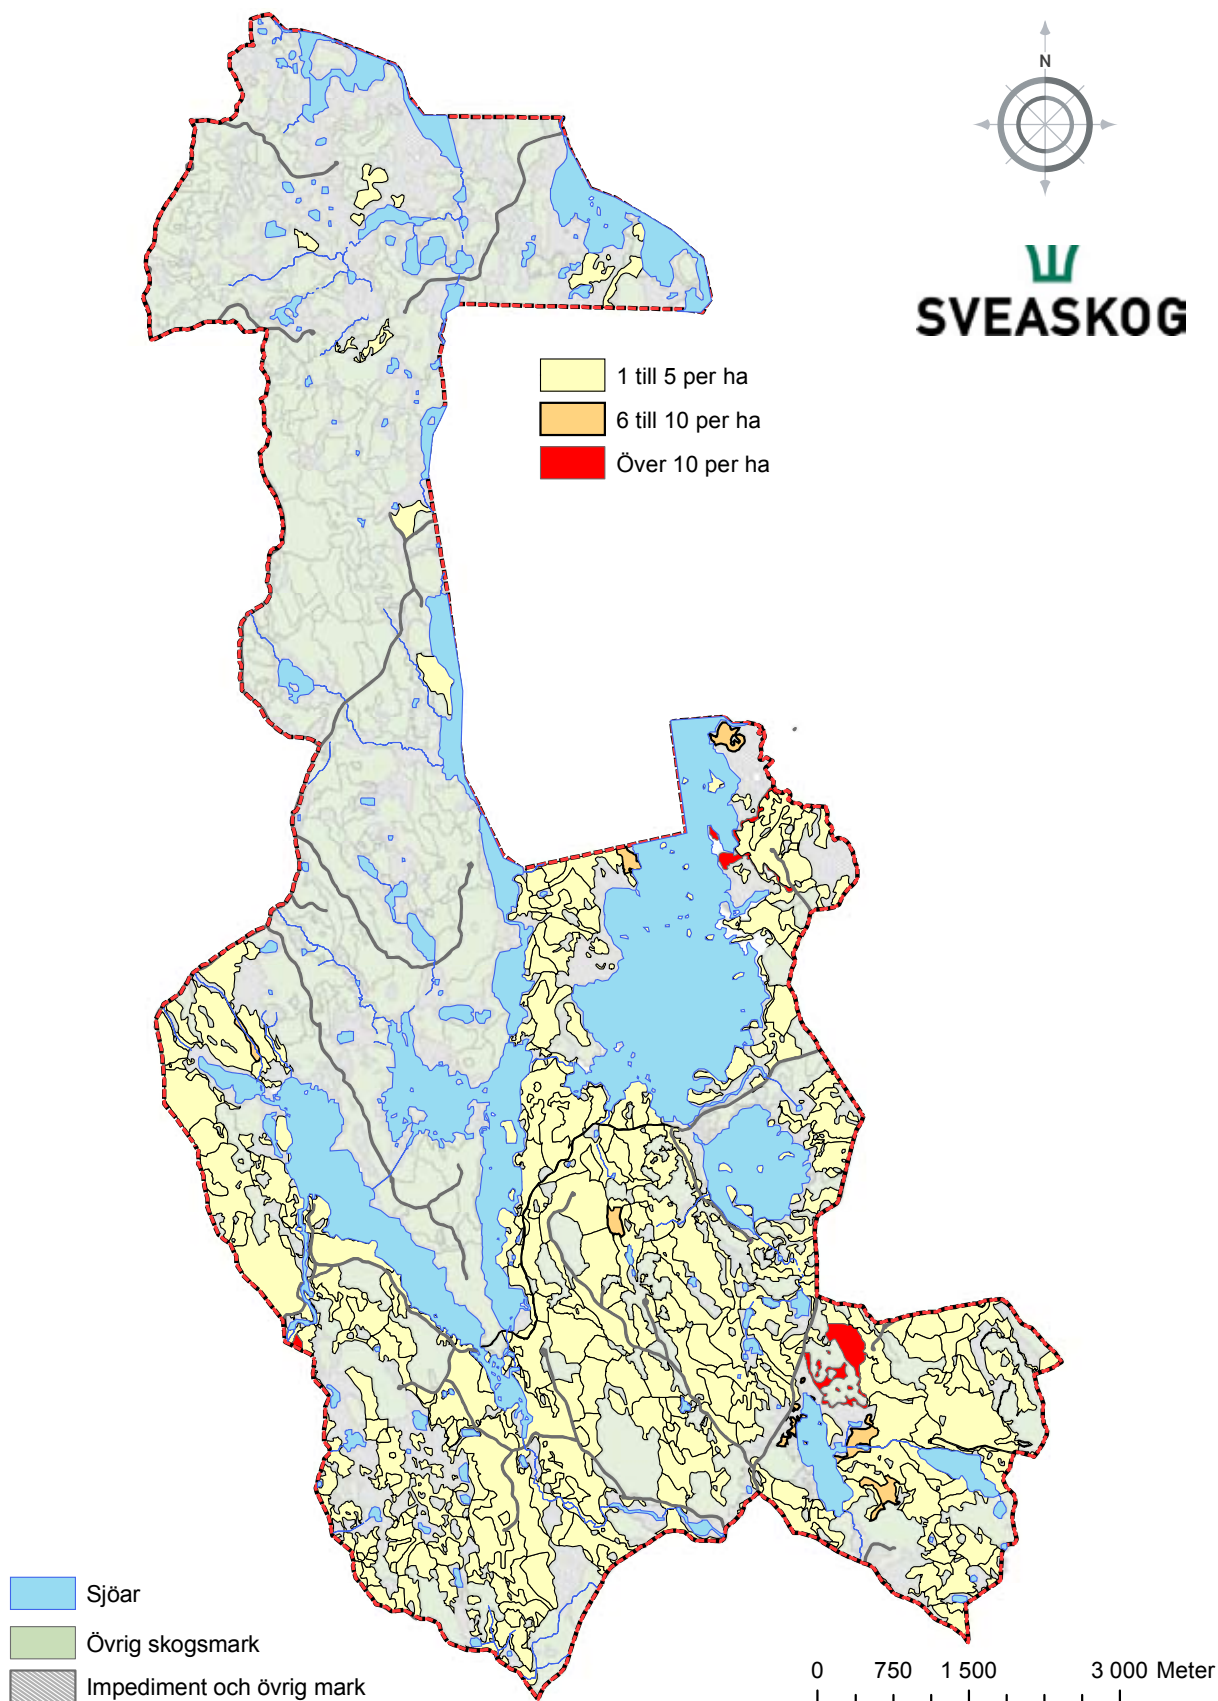 N
SVEASKOG
1 till 5 per ha
6 till 10 per ha
Över 10 per ha
Sjöar
Övrig skogsmark
Impediment och övrig mark
0 750 1 500 3 000 Meter